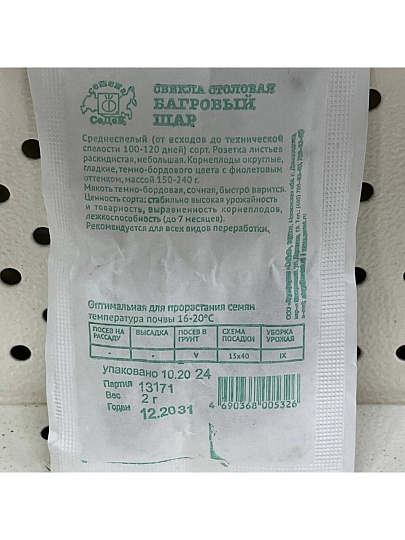 семена
СеДеК
СВЕКЛА СТОЛОВАЯ
БАГРОВЫЙ
ШАР
Среднеспелый (от всходов до технической
спелости 100-120 дней) сорт. Розетка листьев
раскидистая, небольшая. Корнеплоды округлые,
гладкие, темно-бордового цвета с фиолетовым
оттенком, массой 150-240 г.
Мякоть темно-бордовая, сочная, быстро варится.
Ценность сорта: стабильно высокая урожайность
и товарность, выравненность корнеплодов,
лежкоспособность (до 7 месяцев).
Рекомендуется для всех видов переработки.
Оптимальная для прорастания семян
температура почвы 16-20°C
ПОСЕВ НА РАССАДУ ВЫСАДКА ПОСЕВ В ГРУНТ СХЕМА ПОСАДКИ УБОРКА УРОЖАЯ
- - V 15х40 IX
упаковано 10.20 24
Партия 13171
Вес 2 г
Годен 12.2031
4 690368 005326